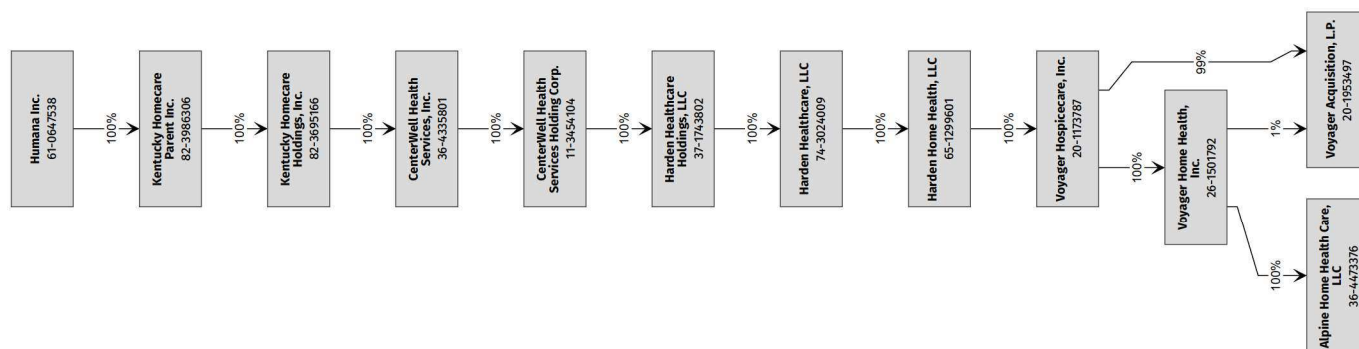 Humana Inc.
61-0647538
100%
Kentucky Homecare
Parent Inc.
82-3986306
100%
Kentucky Homecare
Holdings, Inc.
82-3695166
100%
CenterWell Health
Services, Inc.
36-4335801
100%
CenterWell Health
Services Holding Corp.
11-3454104
100%
Harden Healthcare
Holdings, LLC
37-1743802
100%
Harden Healthcare, LLC
74-3024009
100%
Harden Home Health, LLC
65-1299601
100%
Voyager Hospicecare, Inc.
20-1173787
100%
99%
Voyager Home Health,
Inc.
26-1501792
100%
1%
Alpine Home Health Care,
LLC
36-4473376
Voyager Acquisition, L.P.
20-1953497